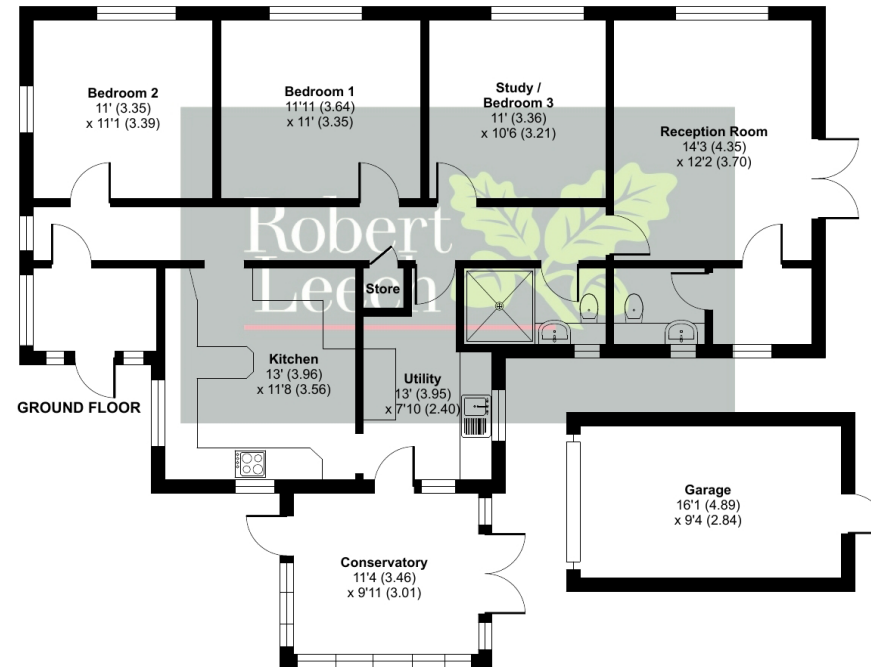 Bedroom 2
11' (3.35)
x 11'1 (3.39)
Bedroom 1
11'11 (3.64)
x 11' (3.35)
Study /
Bedroom 3
11' (3.36)
x 10'6 (3.21)
Reception Room
14'3 (4.35)
x 12'2 (3.70)
Robert
Leech
Store
Kitchen
13' (3.96)
x 11'8 (3.56)
Utility
13' (3.95)
x 7'10 (2.40)
GROUND FLOOR
Garage
16'1 (4.89)
x 9'4 (2.84)
Conservatory
11'4 (3.46)
x 9'11 (3.01)